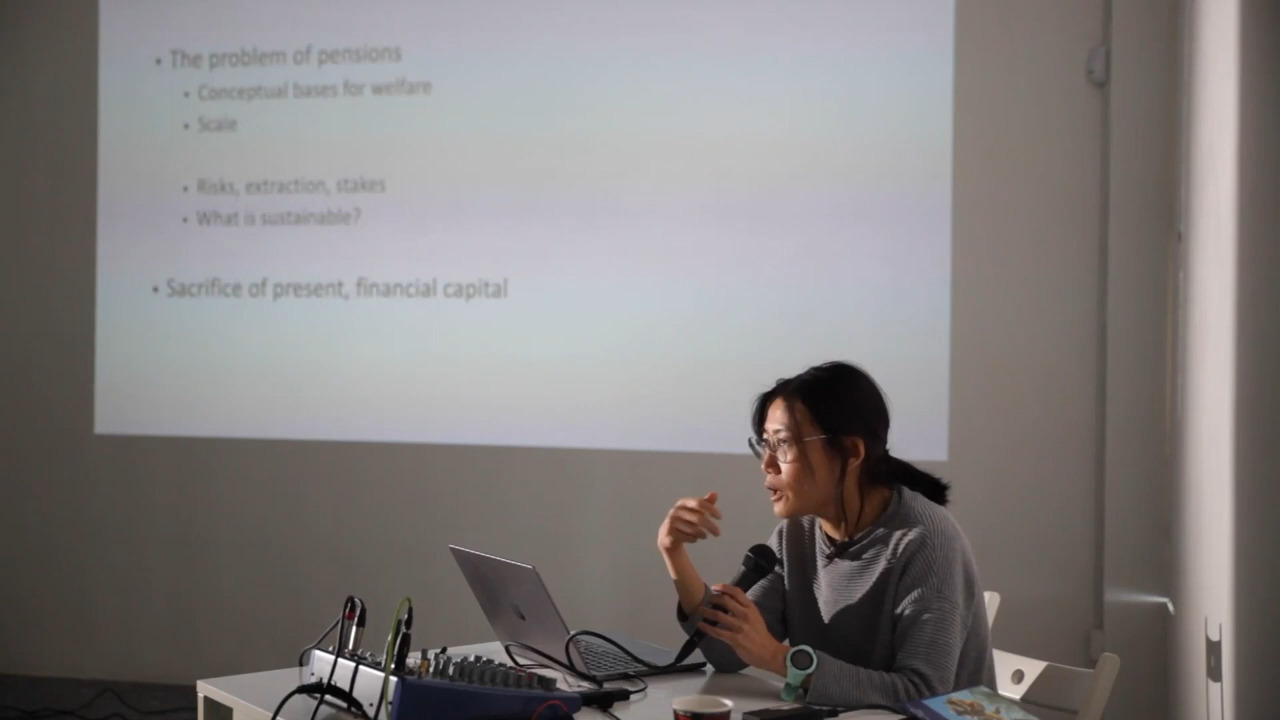 • The problem of pensions
• Conceptual bases for welfare
• Scale
• Risks, extraction, stakes
• What is sustainable?
• Sacrifice of present, financial capital